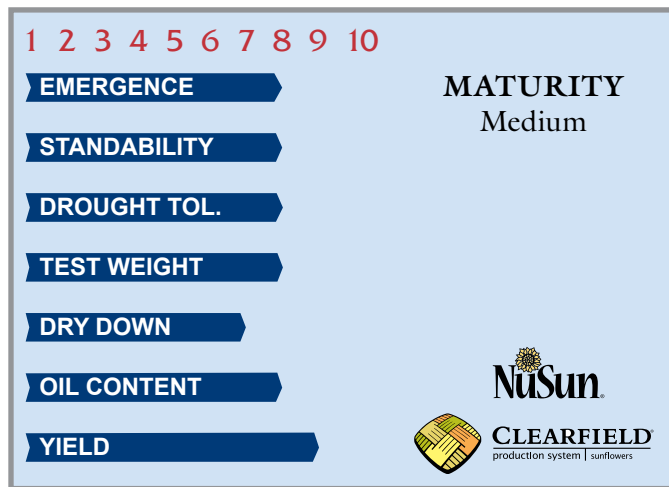 1 2 3 4 5 6 7 8 9 10
EMERGENCE
MATURITY
Medium
STANDABILITY
DROUGHT TOL.
TEST WEIGHT
DRY DOWN
OIL CONTENT
YIELD
NuSun®
CLEARFIELD®
production system | sunflowers